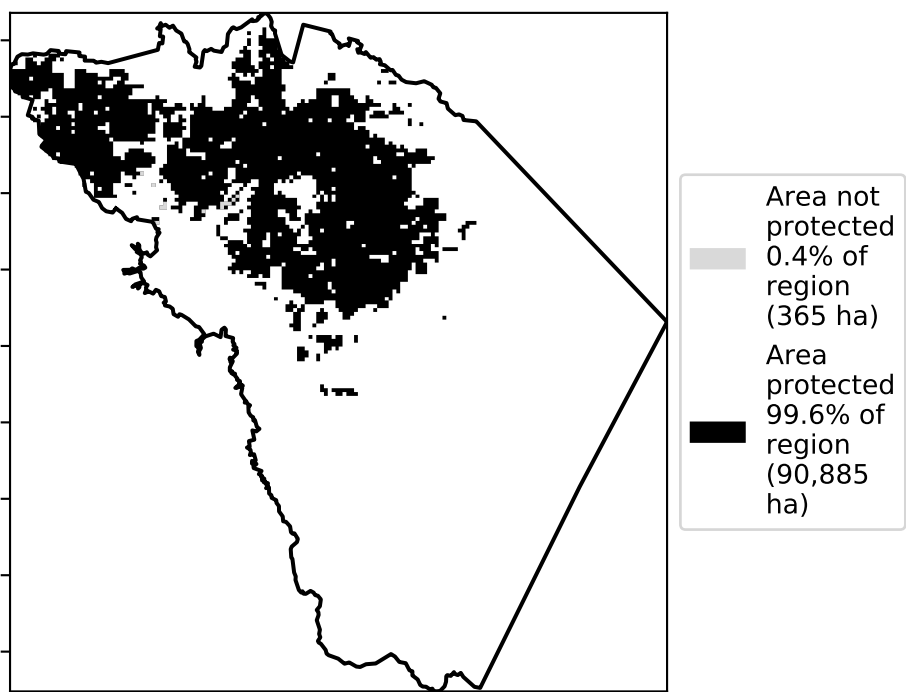 Area not
protected
0.4% of
region
(365 ha)
Area
protected
99.6% of
region
(90,885
ha)